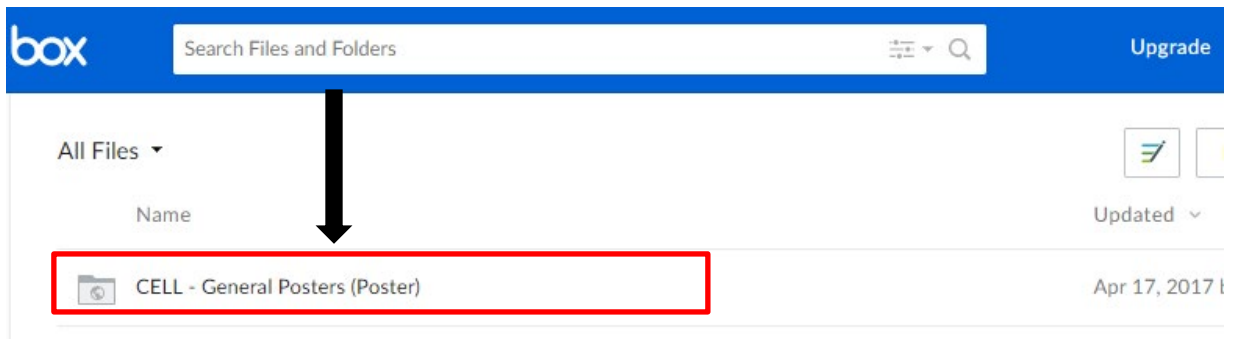 box
Search Files and Folders
Upgrade
All Files
Name
Updated
CELL - General Posters (Poster)
Apr 17, 2017